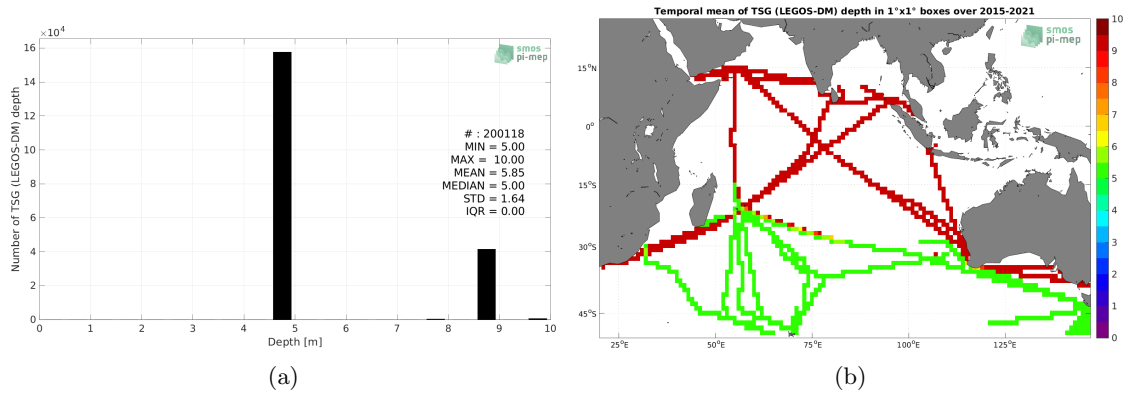 ×10⁴
16
14
12
10
8
6
4
2
0
Number of TSG (LEGOS-DM) depth
smos
pi-mep
# : 200118
MIN = 5.00
MAX = 10.00
MEAN = 5.85
MEDIAN = 5.00
STD = 1.64
IQR = 0.00
0 1 2 3 4 5 6 7 8 9 10
Depth [m]
(a)
Temporal mean of TSG (LEGOS-DM) depth in 1°x1° boxes over 2015-2021
smos
pi-mep
15°N
0°
15°S
30°S
45°S
25°E 50°E 75°E 100°E 125°E
10
9
8
7
6
5
4
3
2
1
0
(b)